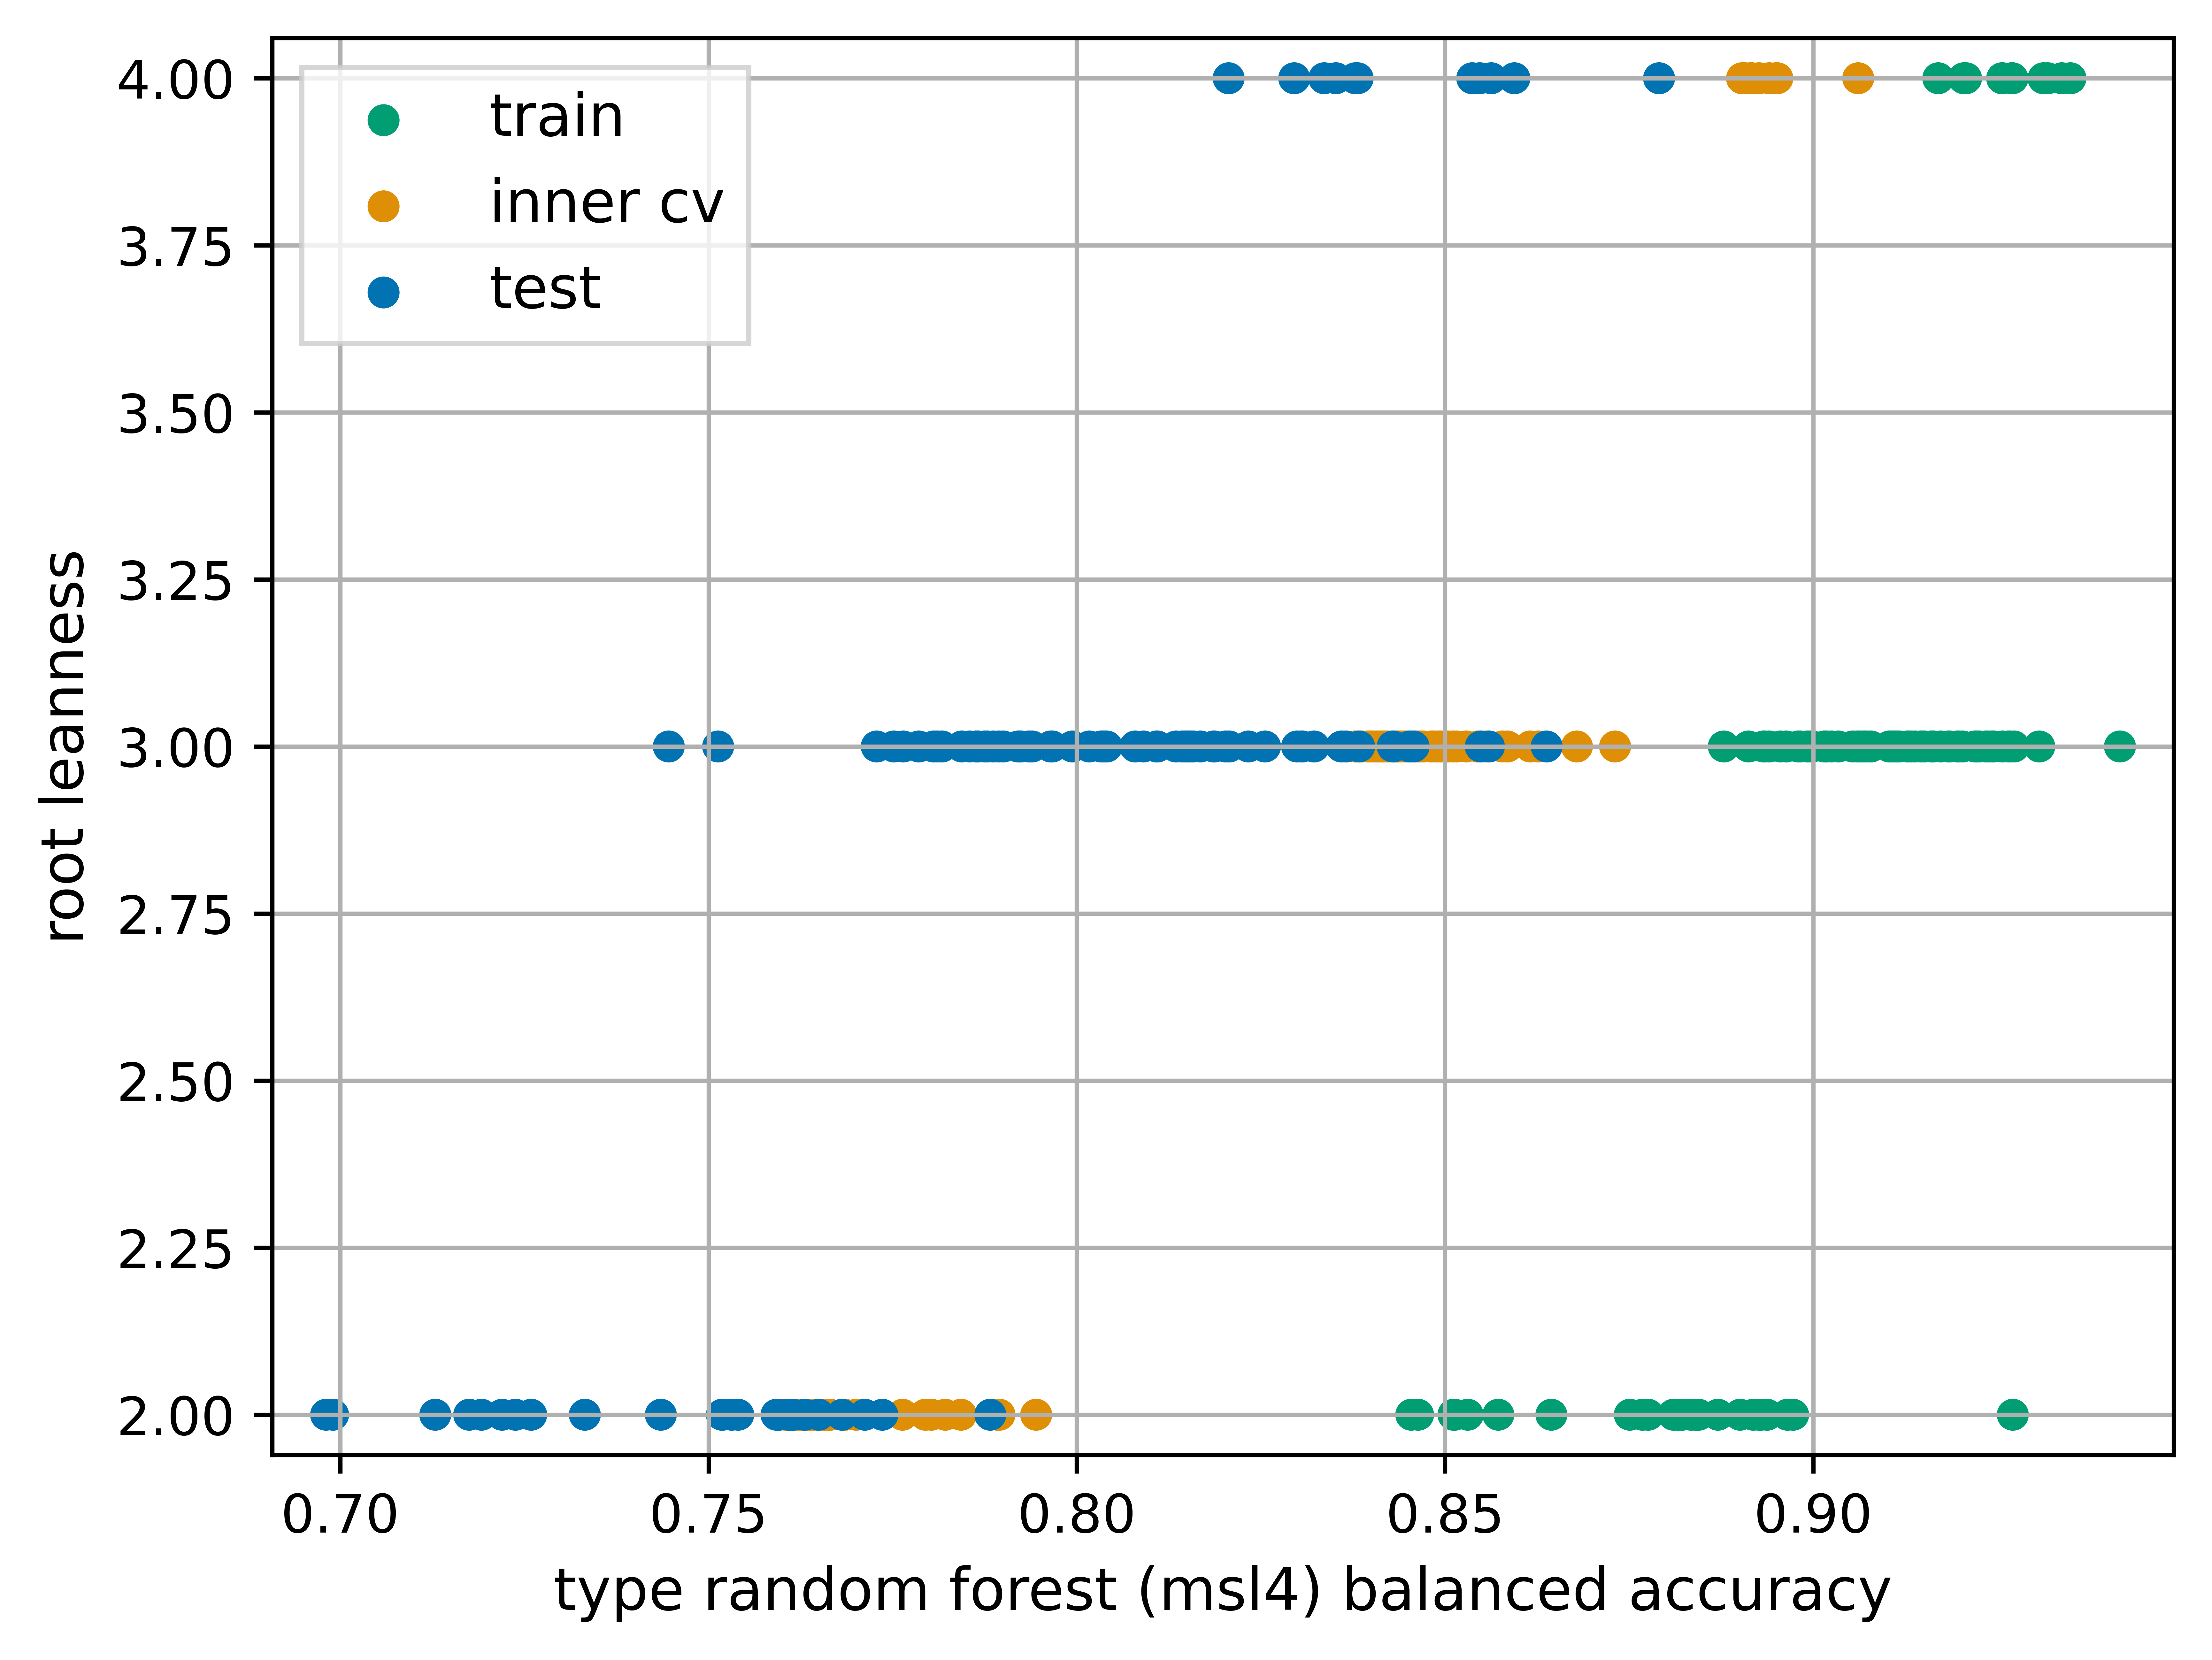 4.00
3.75
3.50
3.25
3.00
2.75
2.50
2.25
2.00
root leanness
train
inner cv
test
0.70 0.75 0.80 0.85 0.90
type random forest (msl4) balanced accuracy